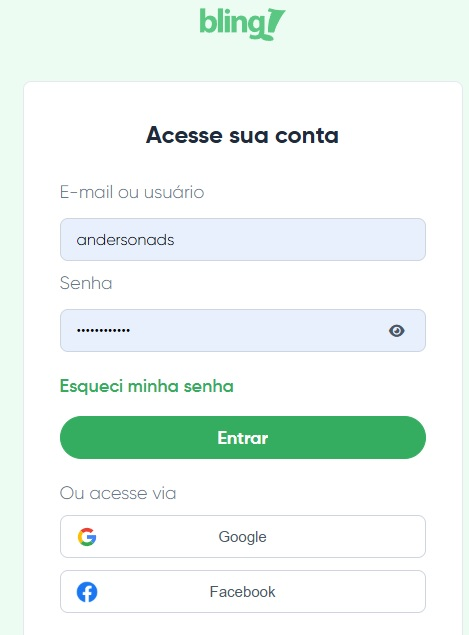 bling!
Acesse sua conta
E-mail ou usuário
andersonads
Senha
••••••••••••
Esqueci minha senha
Entrar
Ou acesse via
Google
Facebook